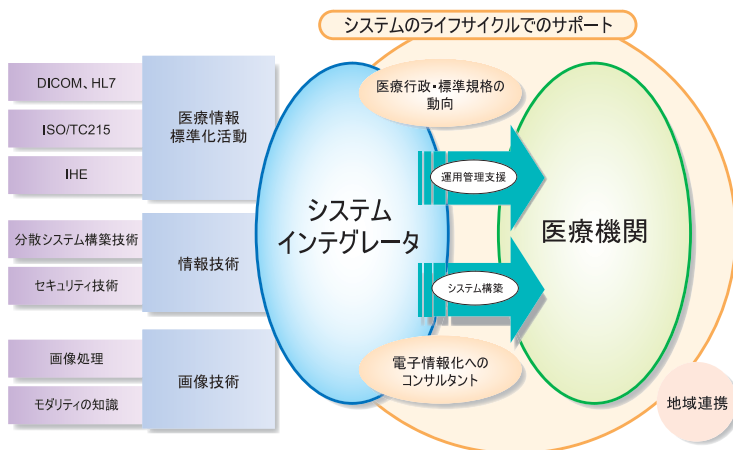 システムのライフサイクルでのサポート
DICOM、HL7
ISO/TC215
IHE
医療情報
標準化活動
分散システム構築技術
セキュリティ技術
情報技術
画像処理
モダリティの知識
画像技術
システム
インテグレータ
医療行政・標準規格の
動向
運用管理支援
システム構築
電子情報化への
コンサルタント
医療機関
地域連携